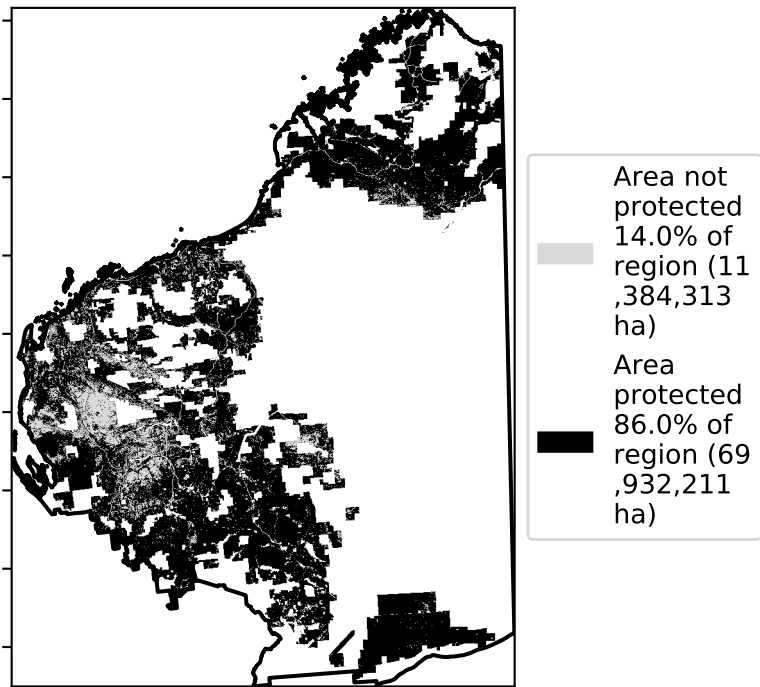 Area not
protected
14.0% of
region (11
,384,313
ha)
Area
protected
86.0% of
region (69
,932,211
ha)